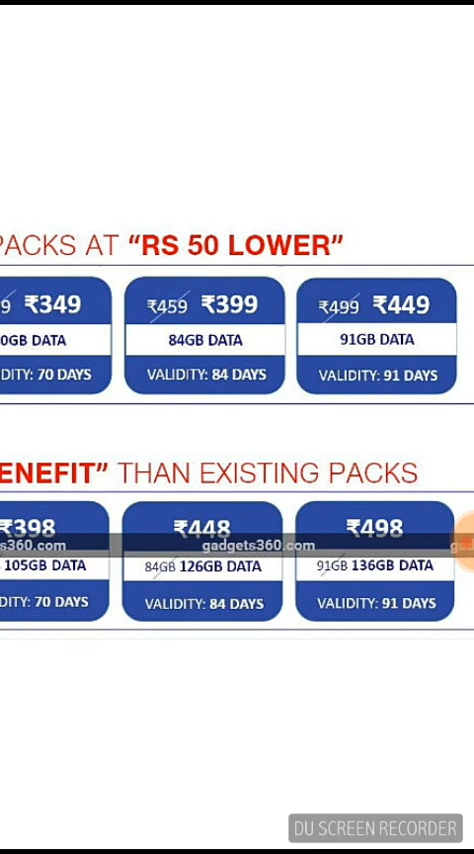 PACKS AT “RS 50 LOWER”
9 ₹349 ₹459 ₹399 ₹499 ₹449
0GB DATA 84GB DATA 91GB DATA
DITY: 70 DAYS VALIDITY: 84 DAYS VALIDITY: 91 DAYS
ENEFIT” THAN EXISTING PACKS
₹398 ₹448 ₹498
s360.com gadgets360.com ga
105GB DATA 84GB 126GB DATA 91GB 136GB DATA
DITY: 70 DAYS VALIDITY: 84 DAYS VALIDITY: 91 DAYS
DU SCREEN RECORDER